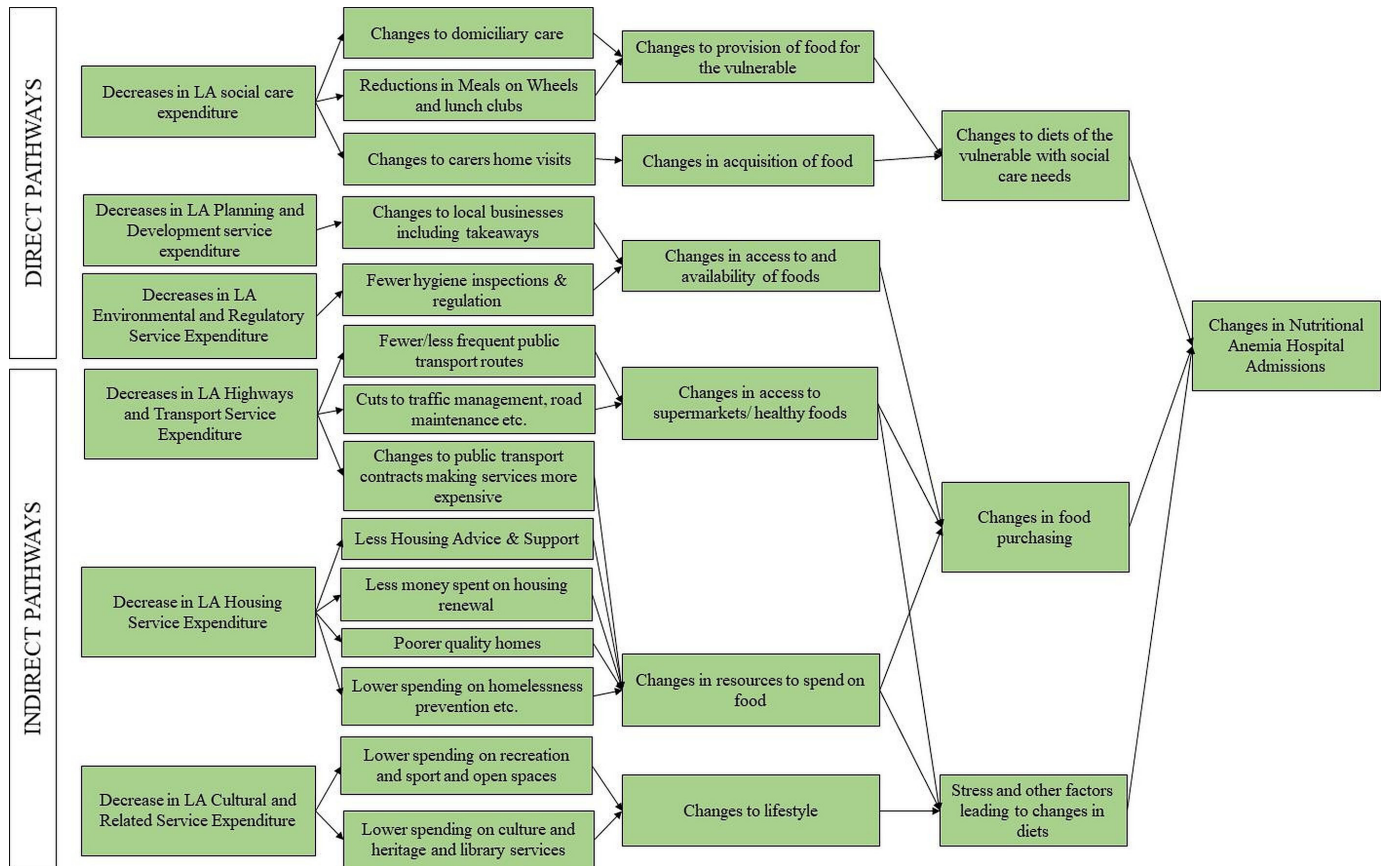 DIRECT PATHWAYS
Decreases in LA social care
expenditure
Decreases in LA Planning and
Development service
expenditure
Decreases in LA
Environmental and Regulatory
Service Expenditure
INDIRECT PATHWAYS
Decreases in LA Highways
and Transport Service
Expenditure
Decrease in LA Housing
Service Expenditure
Decrease in LA Cultural and
Related Service Expenditure
Changes to domiciliary care
Reductions in Meals on Wheels
and lunch clubs
Changes to carers home visits
Changes to local businesses
including takeaways
Fewer hygiene inspections &
regulation
Fewer/less frequent public
transport routes
Cuts to traffic management, road
maintenance etc.
Changes to public transport
contracts making services more
expensive
Less Housing Advice & Support
Less money spent on housing
renewal
Poorer quality homes
Lower spending on homelessness
prevention etc.
Lower spending on recreation
and sport and open spaces
Lower spending on culture and
heritage and library services
Changes to provision of food for
the vulnerable
Changes in acquisition of food
Changes in access to and
availability of foods
Changes in access to
supermarkets/ healthy foods
Changes in resources to spend on
food
Changes to lifestyle
Changes to diets of the
vulnerable with social
care needs
Changes in food
purchasing
Stress and other factors
leading to changes in
diets
Changes in Nutritional
Anemia Hospital
Admissions